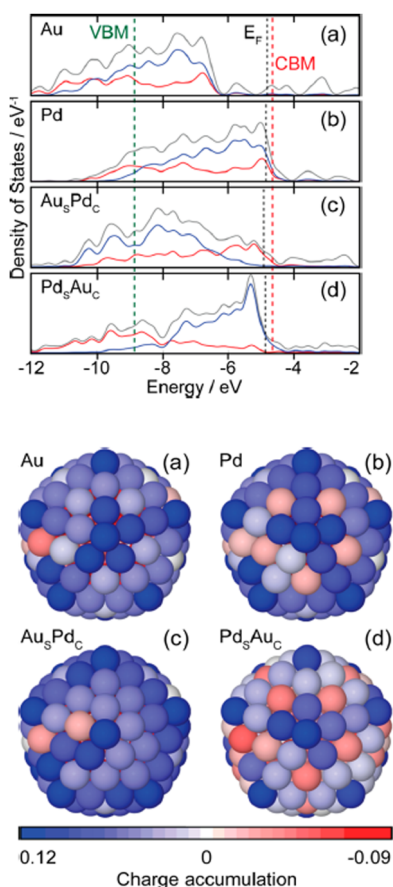 Au VBM E_F CBM (a)
Pd (b)
Au_SPd_C (c)
Pd_SAu_C (d)
Density of States / eV⁻¹
-12 -10 -8 -6 -4 -2
Energy / eV
Au (a) Pd (b)
Au_SPd_C (c) Pd_SAu_C (d)
0.12 0 -0.09
Charge accumulation